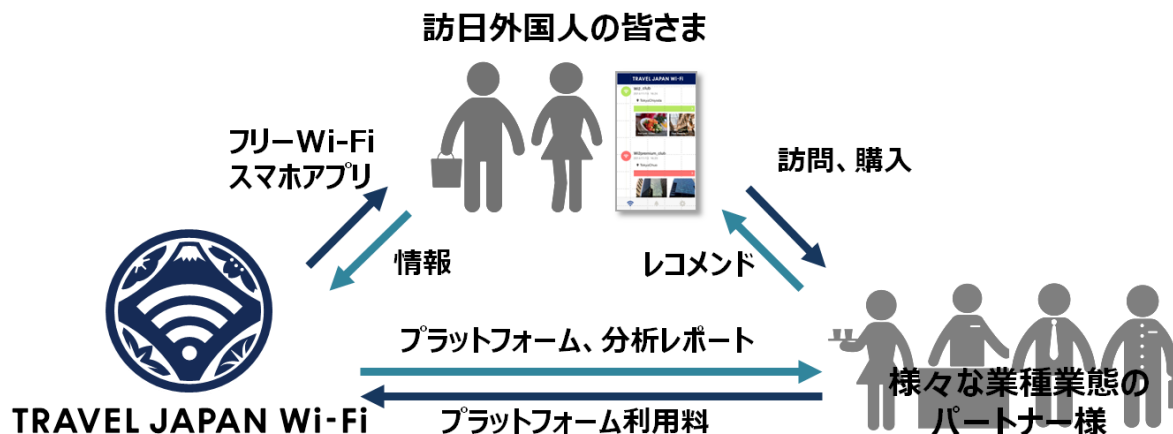 訪日外国人の皆さま
TRAVEL JAPAN Wi-Fi
フリーWi-Fi
スマホアプリ
訪問、購入
情報
レコメンド
プラットフォーム、分析レポート
様々な業種業態の
パートナー様
TRAVEL JAPAN Wi-Fi
プラットフォーム利用料